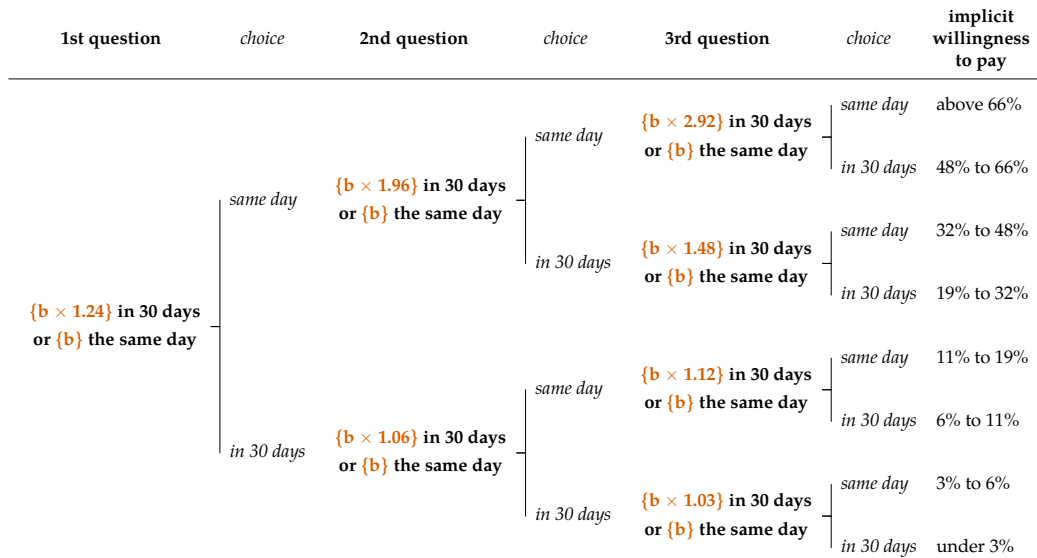 1st question choice 2nd question choice 3rd question choice implicit willingness to pay
same day above 66%
{b × 2.92} in 30 days
or {b} the same day
same day
in 30 days 48% to 66%
{b × 1.96} in 30 days
or {b} the same day
same day
same day 32% to 48%
{b × 1.48} in 30 days
or {b} the same day
in 30 days
in 30 days 19% to 32%
{b × 1.24} in 30 days
or {b} the same day
same day 11% to 19%
{b × 1.12} in 30 days
or {b} the same day
same day
in 30 days 6% to 11%
{b × 1.06} in 30 days
or {b} the same day
in 30 days
same day 3% to 6%
{b × 1.03} in 30 days
or {b} the same day
in 30 days
in 30 days under 3%